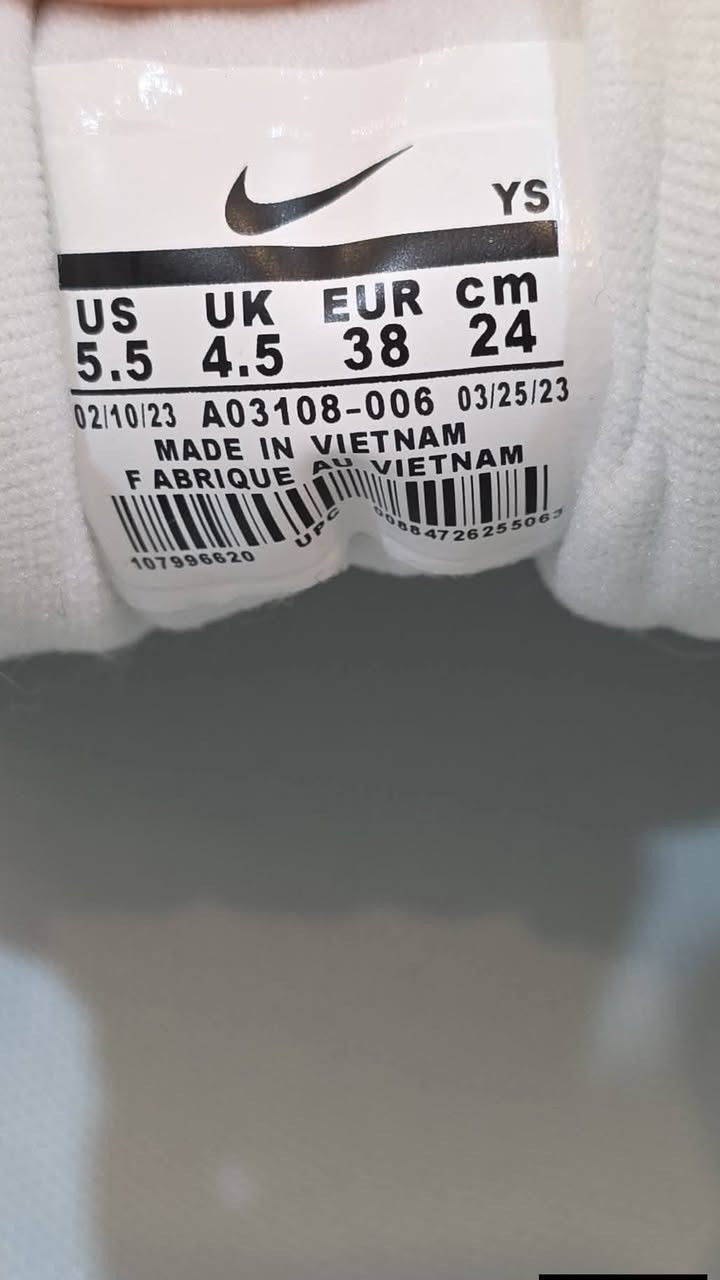 YS
US UK EUR cm
5.5 4.5 38 24
02/10/23 A03108-006 03/25/23
MADE IN VIETNAM
FABRIQUE AU VIETNAM
107996620 UPC 00884726255063